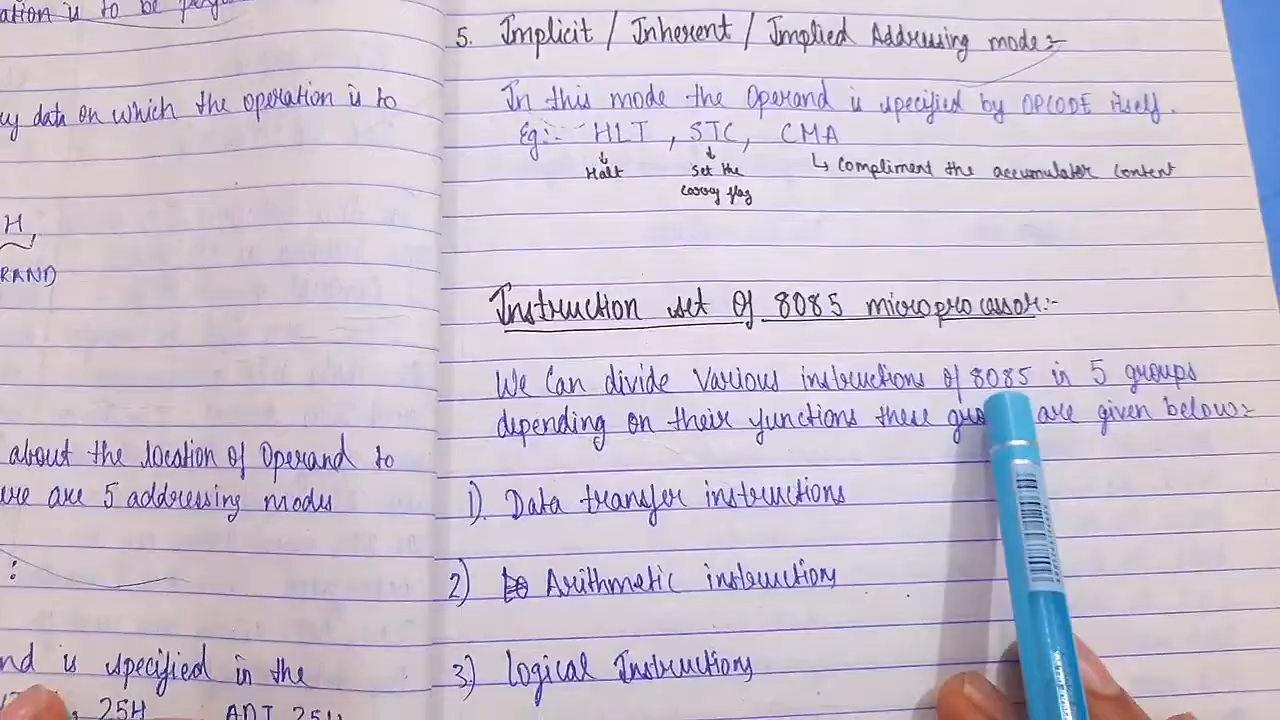 ation is to be
y data on which the operation is to
H,
RAND
about the location of Operand to
ere are 5 addressing modes
:
nd is specified in the
25H ADI 25H
5. Implicit / Inherent / Implied Addressing mode:-
In this mode the Operand is specified by OPCODE itself.
Eg:- HLT , STC, CMA
↓ Halt ↓ Set the carry flag ↳ compliment the accumulator content
Instruction set Of 8085 microprocessor:-
We Can divide Various instructions of 8085 in 5 groups
depending on their functions these are given below:-
1). Data transfer instructions
2) Arithmetic instructions
3) Logical Instructions